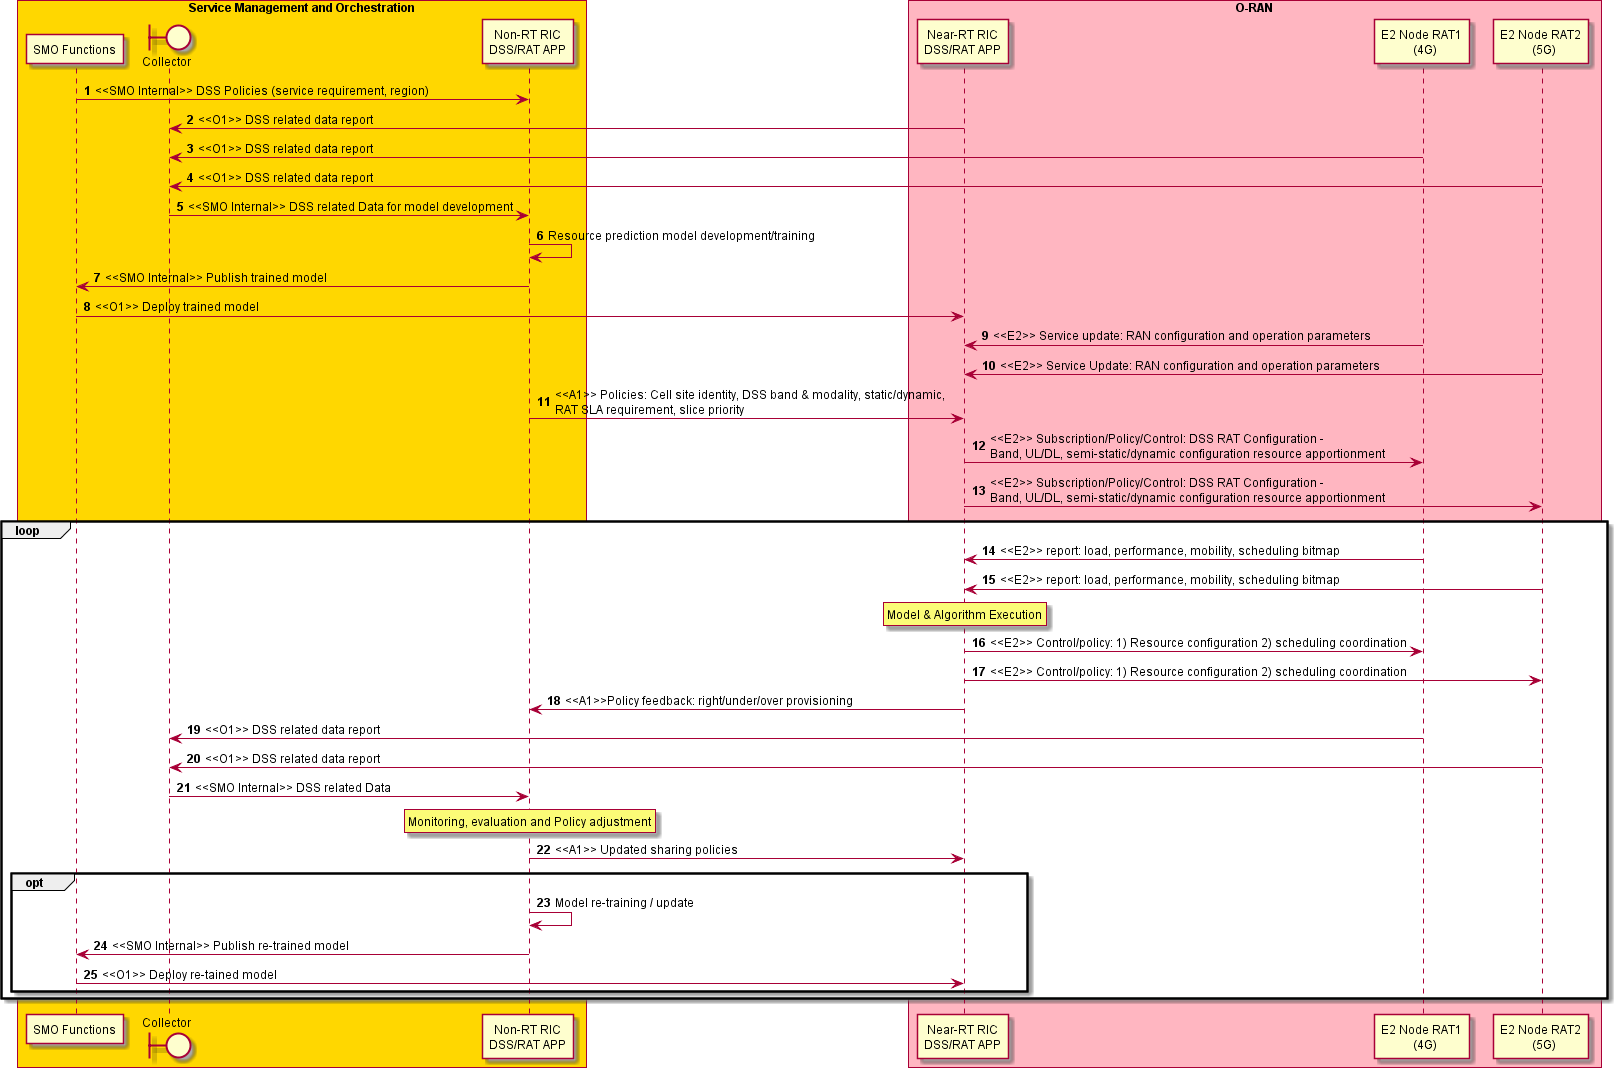 Service Management and Orchestration
O-RAN
SMO Functions
Collector
Non-RT RIC
DSS/RAT APP
Near-RT RIC
DSS/RAT APP
E2 Node RAT1
(4G)
E2 Node RAT2
(5G)
1 <<SMO Internal>> DSS Policies (service requirement, region)
2 <<O1>> DSS related data report
3 <<O1>> DSS related data report
4 <<O1>> DSS related data report
5 <<SMO Internal>> DSS related Data for model development
6 Resource prediction model development/training
7 <<SMO Internal>> Publish trained model
8 <<O1>> Deploy trained model
9 <<E2>> Service update: RAN configuration and operation parameters
10 <<E2>> Service Update: RAN configuration and operation parameters
11 <<A1>> Policies: Cell site identity, DSS band & modality, static/dynamic,
RAT SLA requirement, slice priority
12 <<E2>> Subscription/Policy/Control: DSS RAT Configuration -
Band, UL/DL, semi-static/dynamic configuration resource apportionment
13 <<E2>> Subscription/Policy/Control: DSS RAT Configuration -
Band, UL/DL, semi-static/dynamic configuration resource apportionment
loop
14 <<E2>> report: load, performance, mobility, scheduling bitmap
15 <<E2>> report: load, performance, mobility, scheduling bitmap
Model & Algorithm Execution
16 <<E2>> Control/policy: 1) Resource configuration 2) scheduling coordination
17 <<E2>> Control/policy: 1) Resource configuration 2) scheduling coordination
18 <<A1>>Policy feedback: right/under/over provisioning
19 <<O1>> DSS related data report
20 <<O1>> DSS related data report
21 <<SMO Internal>> DSS related Data
Monitoring, evaluation and Policy adjustment
22 <<A1>> Updated sharing policies
opt
23 Model re-training / update
24 <<SMO Internal>> Publish re-trained model
25 <<O1>> Deploy re-tained model
SMO Functions
Collector
Non-RT RIC
DSS/RAT APP
Near-RT RIC
DSS/RAT APP
E2 Node RAT1
(4G)
E2 Node RAT2
(5G)